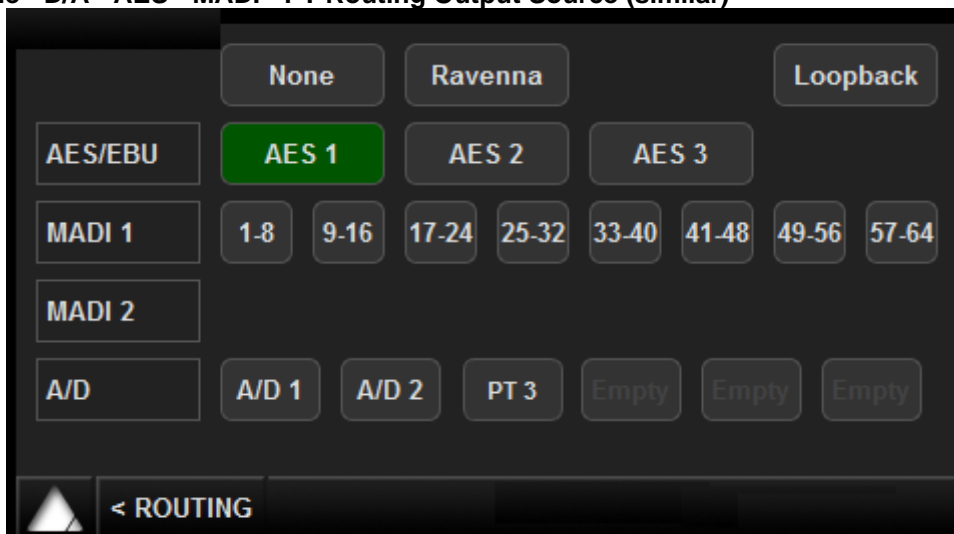 None Ravenna Loopback
AES/EBU AES 1 AES 2 AES 3
MADI 1 1-8 9-16 17-24 25-32 33-40 41-48 49-56 57-64
MADI 2
A/D A/D 1 A/D 2 PT 3 Empty Empty Empty
< ROUTING